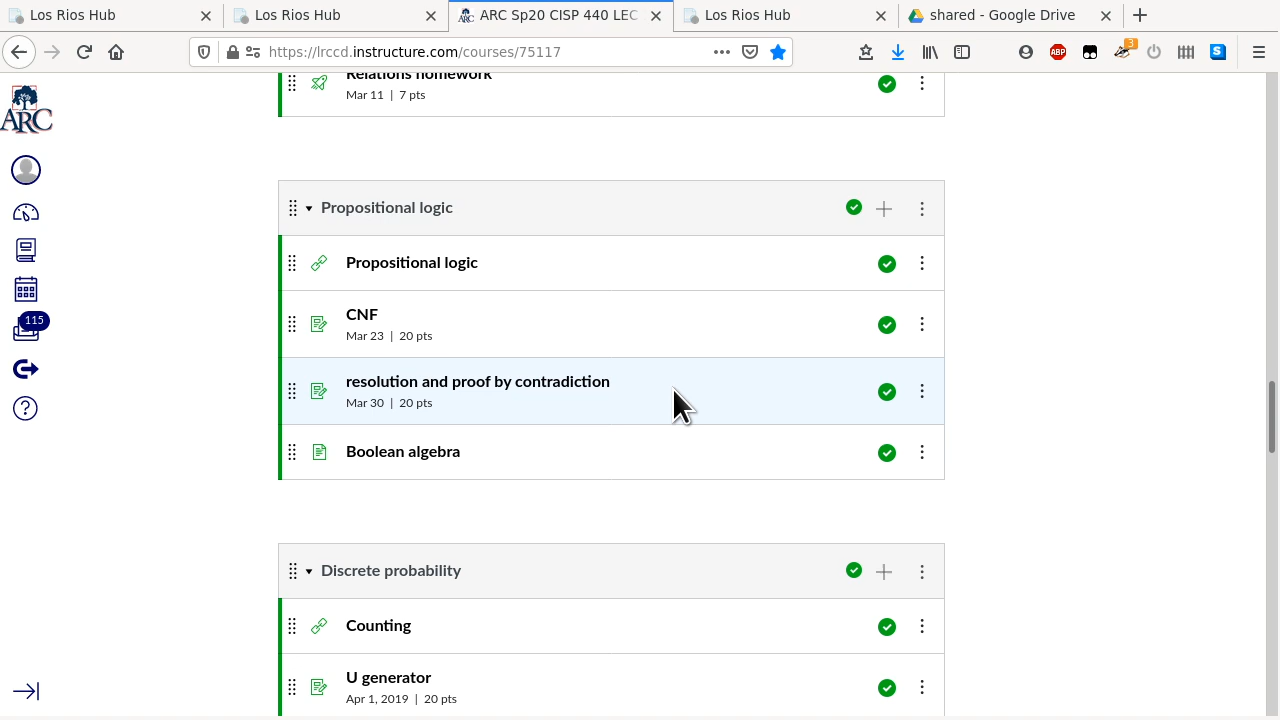 Los Rios Hub
Los Rios Hub
ARC Sp20 CISP 440 LEC
Los Rios Hub
shared - Google Drive
https://lrccd.instructure.com/courses/75117
ABP
3
S
ARC
115
Relations homework
Mar 11 | 7 pts
Propositional logic
Propositional logic
CNF
Mar 23 | 20 pts
resolution and proof by contradiction
Mar 30 | 20 pts
Boolean algebra
Discrete probability
Counting
U generator
Apr 1, 2019 | 20 pts